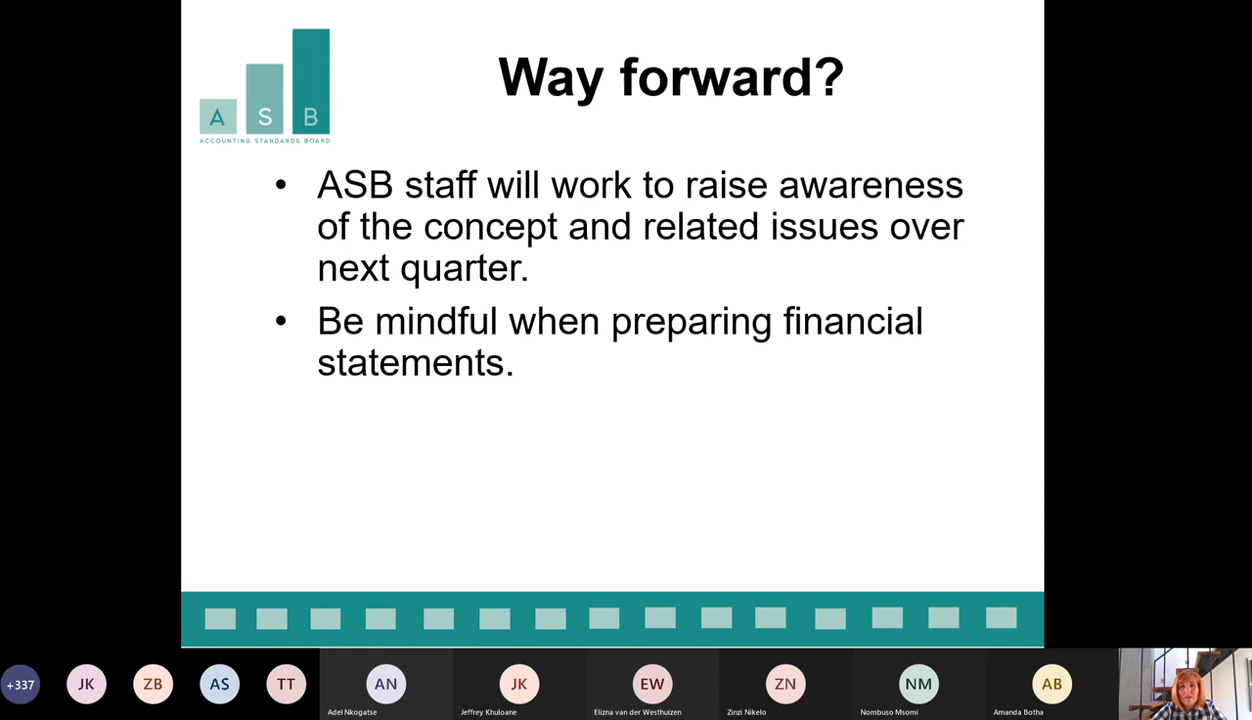 Way forward?
A S B
ACCOUNTING STANDARDS BOARD
• ASB staff will work to raise awareness
of the concept and related issues over
next quarter.
• Be mindful when preparing financial
statements.
+337
JK
ZB
AS
TT
AN
JK
EW
ZN
NM
AB
Adel Nkogatse
Jeffrey Khuloane
Elizna van der Westhuizen
Zinzi Nikelo
Nombuso Msomi
Amanda Botha